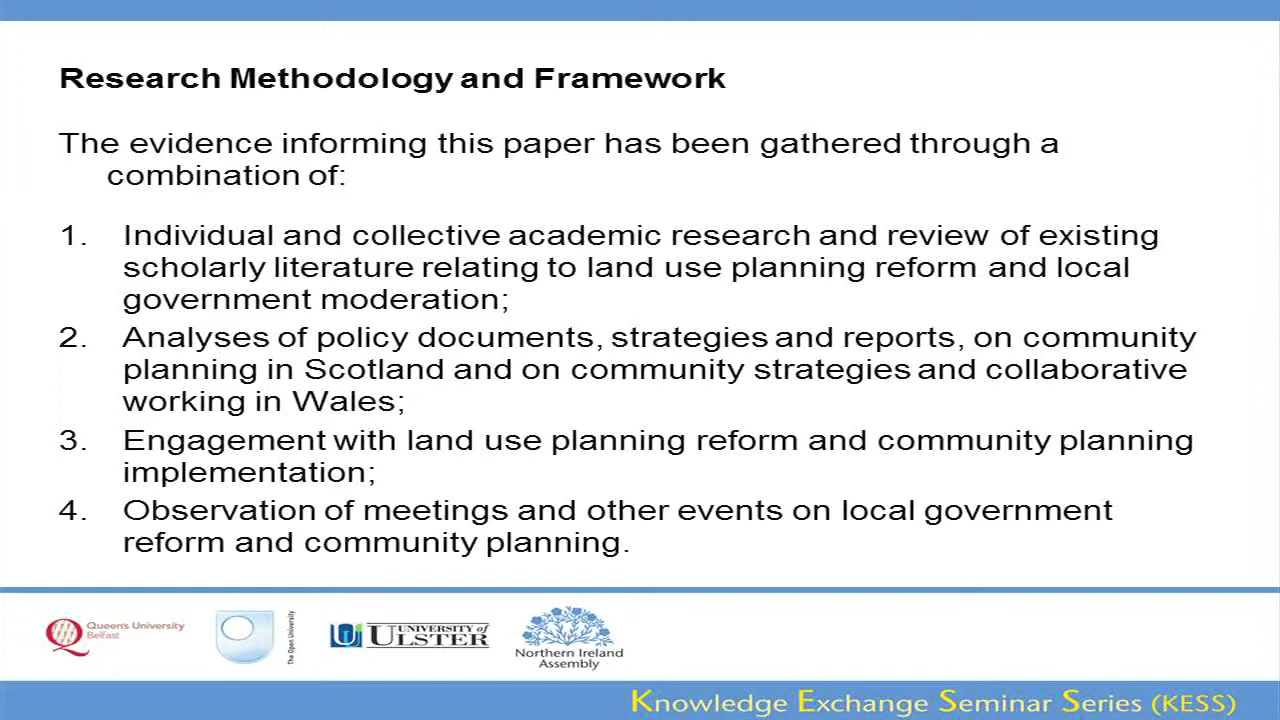 Research Methodology and Framework
The evidence informing this paper has been gathered through a
combination of:
1. Individual and collective academic research and review of existing
scholarly literature relating to land use planning reform and local
government moderation;
2. Analyses of policy documents, strategies and reports, on community
planning in Scotland and on community strategies and collaborative
working in Wales;
3. Engagement with land use planning reform and community planning
implementation;
4. Observation of meetings and other events on local government
reform and community planning.
Queen's University
Belfast
The Open University
UNIVERSITY of
ULSTER
Northern Ireland
Assembly
Knowledge Exchange Seminar Series (KESS)